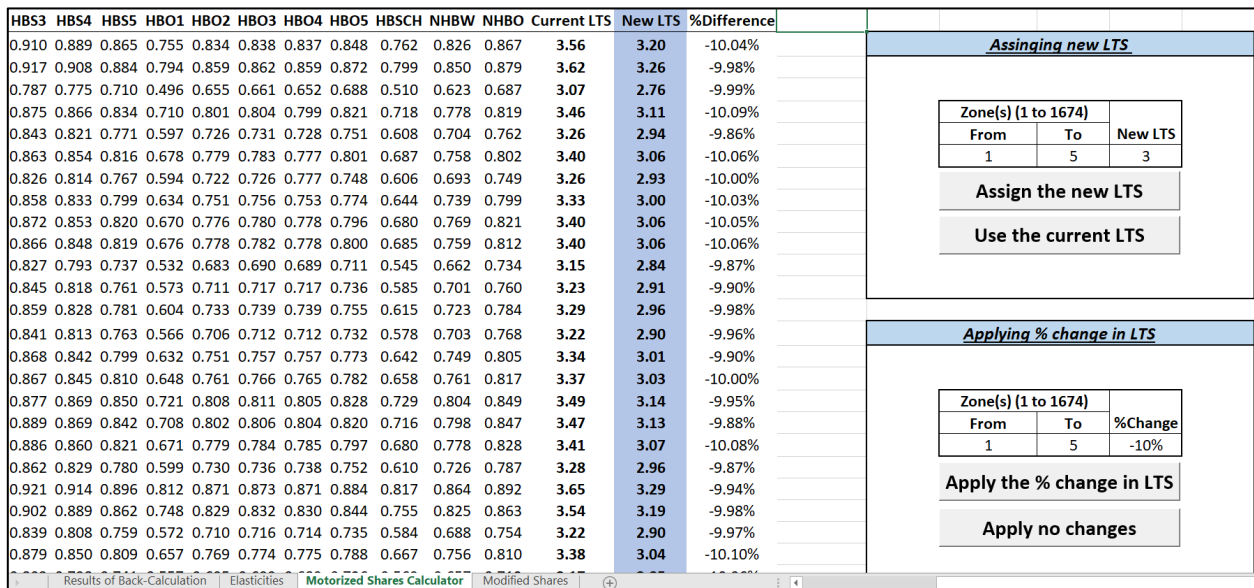 HBS3 HBS4 HBS5 HBO1 HBO2 HBO3 HBO4 HBO5 HBSCH NHBW NHBO Current LTS New LTS %Difference
0.910 0.889 0.865 0.755 0.834 0.838 0.837 0.848 0.762 0.826 0.867 3.56 3.20 -10.04%
0.917 0.908 0.884 0.794 0.859 0.862 0.859 0.872 0.799 0.850 0.879 3.62 3.26 -9.98%
0.787 0.775 0.710 0.496 0.655 0.661 0.652 0.688 0.510 0.623 0.687 3.07 2.76 -9.99%
0.875 0.866 0.834 0.710 0.801 0.804 0.799 0.821 0.718 0.778 0.819 3.46 3.11 -10.09%
0.843 0.821 0.771 0.597 0.726 0.731 0.728 0.751 0.608 0.704 0.762 3.26 2.94 -9.86%
0.863 0.854 0.816 0.678 0.779 0.783 0.777 0.801 0.687 0.758 0.802 3.40 3.06 -10.06%
0.826 0.814 0.767 0.594 0.722 0.726 0.777 0.748 0.606 0.693 0.749 3.26 2.93 -10.00%
0.858 0.833 0.799 0.634 0.751 0.756 0.753 0.774 0.644 0.739 0.799 3.33 3.00 -10.03%
0.872 0.853 0.820 0.670 0.776 0.780 0.778 0.796 0.680 0.769 0.821 3.40 3.06 -10.05%
0.866 0.848 0.819 0.676 0.778 0.782 0.778 0.800 0.685 0.759 0.812 3.40 3.06 -10.06%
0.827 0.793 0.737 0.532 0.683 0.690 0.689 0.711 0.545 0.662 0.734 3.15 2.84 -9.87%
0.845 0.818 0.761 0.573 0.711 0.717 0.717 0.736 0.585 0.701 0.760 3.23 2.91 -9.90%
0.859 0.828 0.781 0.604 0.733 0.739 0.739 0.755 0.615 0.723 0.784 3.29 2.96 -9.98%
0.841 0.813 0.763 0.566 0.706 0.712 0.712 0.732 0.578 0.703 0.768 3.22 2.90 -9.96%
0.868 0.842 0.799 0.632 0.751 0.757 0.757 0.773 0.642 0.749 0.805 3.34 3.01 -9.90%
0.867 0.845 0.810 0.648 0.761 0.766 0.765 0.782 0.658 0.761 0.817 3.37 3.03 -10.00%
0.877 0.869 0.850 0.721 0.808 0.811 0.805 0.828 0.729 0.804 0.849 3.49 3.14 -9.95%
0.889 0.869 0.842 0.708 0.802 0.806 0.804 0.820 0.716 0.798 0.847 3.47 3.13 -9.88%
0.886 0.860 0.821 0.671 0.779 0.784 0.785 0.797 0.680 0.778 0.828 3.41 3.07 -10.08%
0.862 0.829 0.780 0.599 0.730 0.736 0.738 0.752 0.610 0.726 0.787 3.28 2.96 -9.87%
0.921 0.914 0.896 0.812 0.871 0.873 0.871 0.884 0.817 0.864 0.892 3.65 3.29 -9.94%
0.902 0.889 0.862 0.748 0.829 0.832 0.830 0.844 0.755 0.825 0.863 3.54 3.19 -9.98%
0.839 0.808 0.759 0.572 0.710 0.716 0.714 0.735 0.584 0.688 0.754 3.22 2.90 -9.97%
0.879 0.850 0.809 0.657 0.769 0.774 0.775 0.788 0.667 0.756 0.810 3.38 3.04 -10.10%
Assinging new LTS
Zone(s) (1 to 1674)
From To New LTS
1 5 3
Assign the new LTS
Use the current LTS
Applying % change in LTS
Zone(s) (1 to 1674)
From To %Change
1 5 -10%
Apply the % change in LTS
Apply no changes
Results of Back-Calculation Elasticities Motorized Shares Calculator Modified Shares